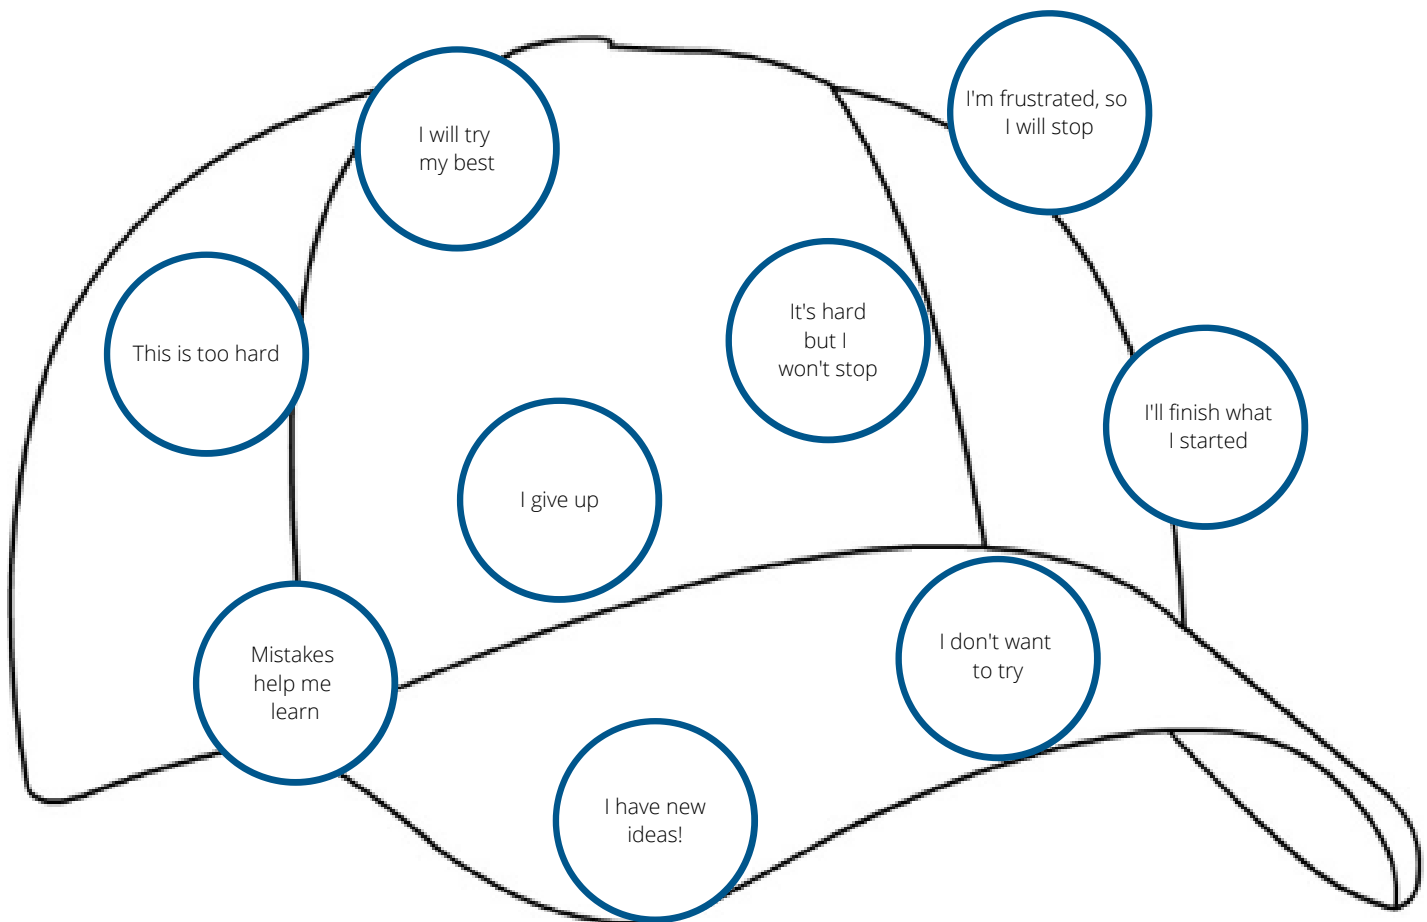 I'm frustrated, so
I will stop
I will try
my best
It's hard
but I
won't stop
This is too hard
I'll finish what
I started
I give up
Mistakes
help me
learn
I don't want
to try
I have new
ideas!